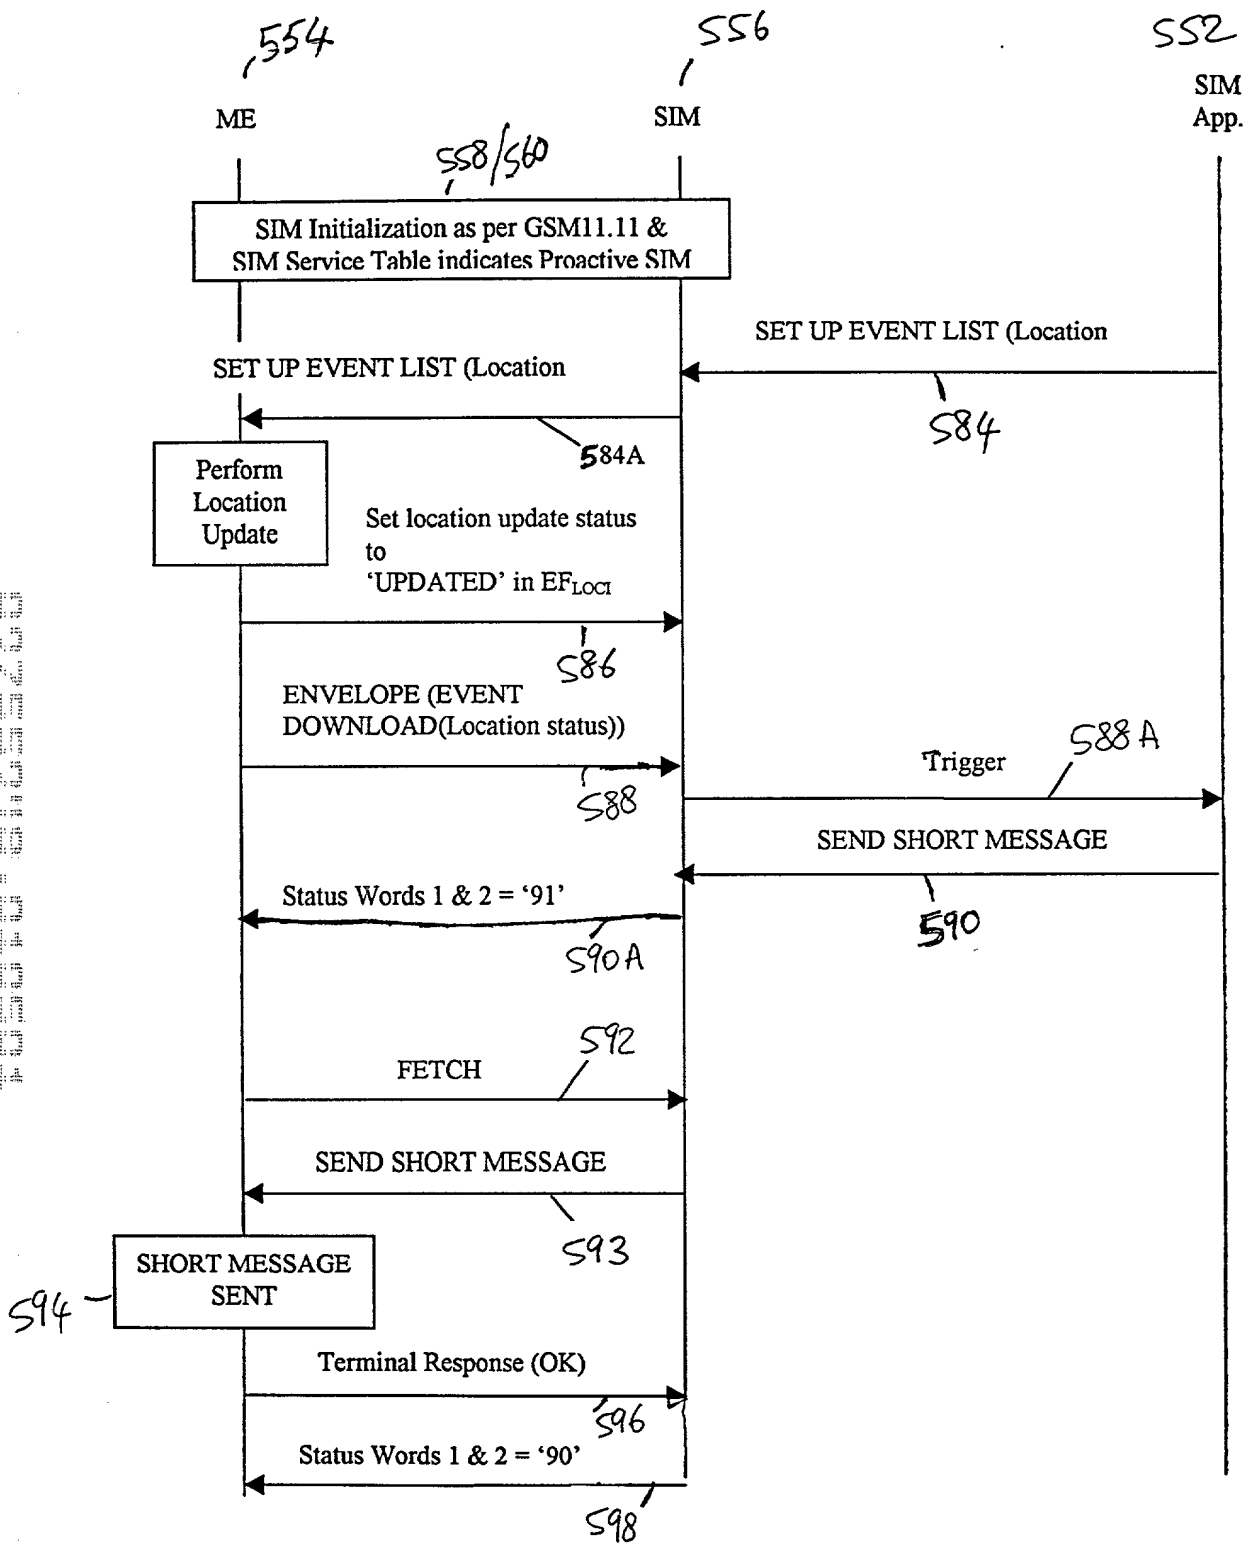 554
556
552
ME
SIM
SIM
App.
558/560
SIM Initialization as per GSM11.11 &
SIM Service Table indicates Proactive SIM
SET UP EVENT LIST (Location
SET UP EVENT LIST (Location
584
584A
Perform
Location
Update
Set location update status
to
‘UPDATED’ in EFLOCI
586
ENVELOPE (EVENT
DOWNLOAD(Location status))
588
Trigger
588A
SEND SHORT MESSAGE
590
Status Words 1 & 2 = ‘91’
590A
592
FETCH
SEND SHORT MESSAGE
593
SHORT MESSAGE
SENT
594
Terminal Response (OK)
596
Status Words 1 & 2 = ‘90’
598